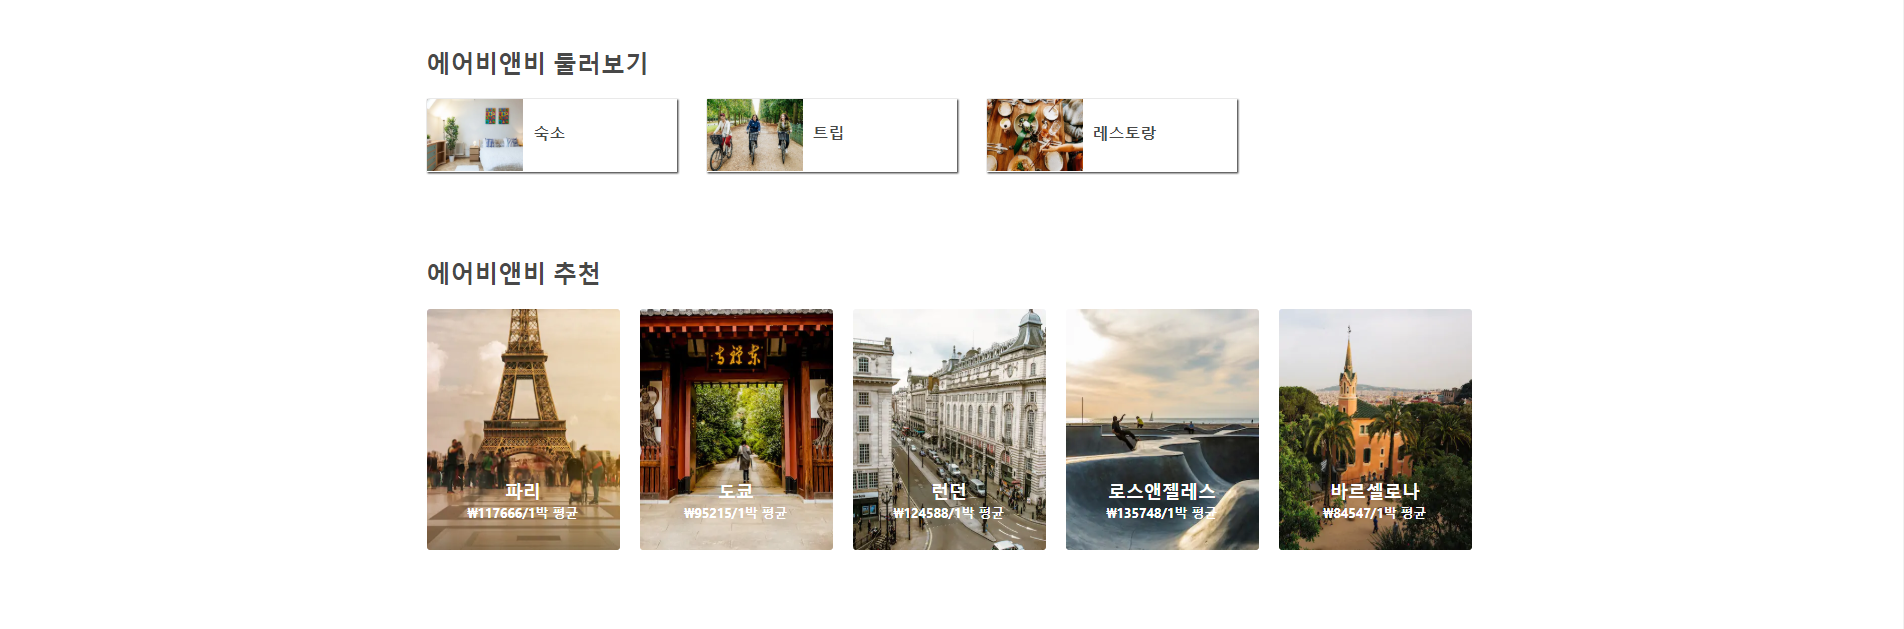 에어비앤비 둘러보기
숙소
트립
레스토랑
에어비앤비 추천
파리
₩117666/1박 평균
도쿄
₩95215/1박 평균
런던
₩124588/1박 평균
로스앤젤레스
₩135748/1박 평균
바르셀로나
₩84547/1박 평균